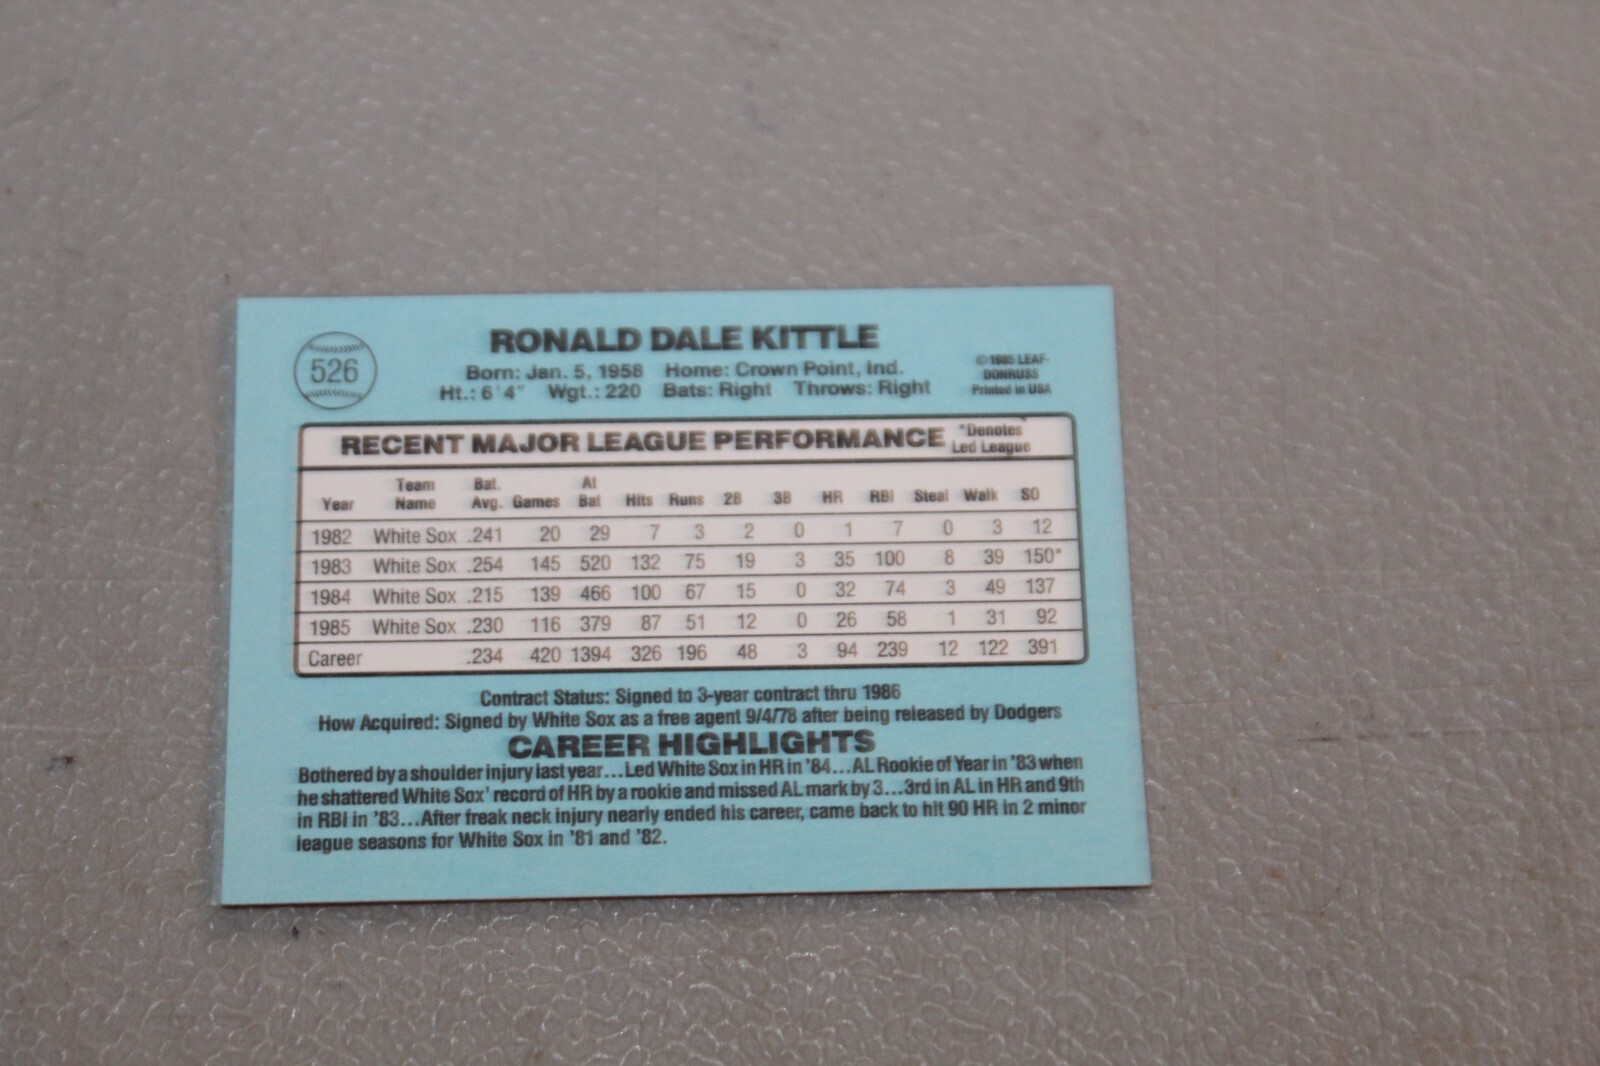 526
RONALD DALE KITTLE
Born: Jan. 5, 1958 Home: Crown Point, Ind.
Ht.: 6'4" Wgt.: 220 Bats: Right Throws: Right
© 1985 LEAF-
DONRUSS
Printed in USA
RECENT MAJOR LEAGUE PERFORMANCE *Denotes Led League
Year Team Name Bat. Avg. Games At Bat Hits Runs 2B 3B HR RBI Steal Walk SO
1982 White Sox .241 20 29 7 3 2 0 1 7 0 3 12
1983 White Sox .254 145 520 132 75 19 3 35 100 8 39 150*
1984 White Sox .215 139 466 100 67 15 0 32 74 3 49 137
1985 White Sox .230 116 379 87 51 12 0 26 58 1 31 92
Career .234 420 1394 326 196 48 3 94 239 12 122 391
Contract Status: Signed to 3-year contract thru 1986
How Acquired: Signed by White Sox as a free agent 9/4/78 after being released by Dodgers
CAREER HIGHLIGHTS
Bothered by a shoulder injury last year...Led White Sox in HR in '84...AL Rookie of Year in '83 when
he shattered White Sox' record of HR by a rookie and missed AL mark by 3...3rd in AL in HR and 9th
in RBI in '83...After freak neck injury nearly ended his career, came back to hit 90 HR in 2 minor
league seasons for White Sox in '81 and '82.